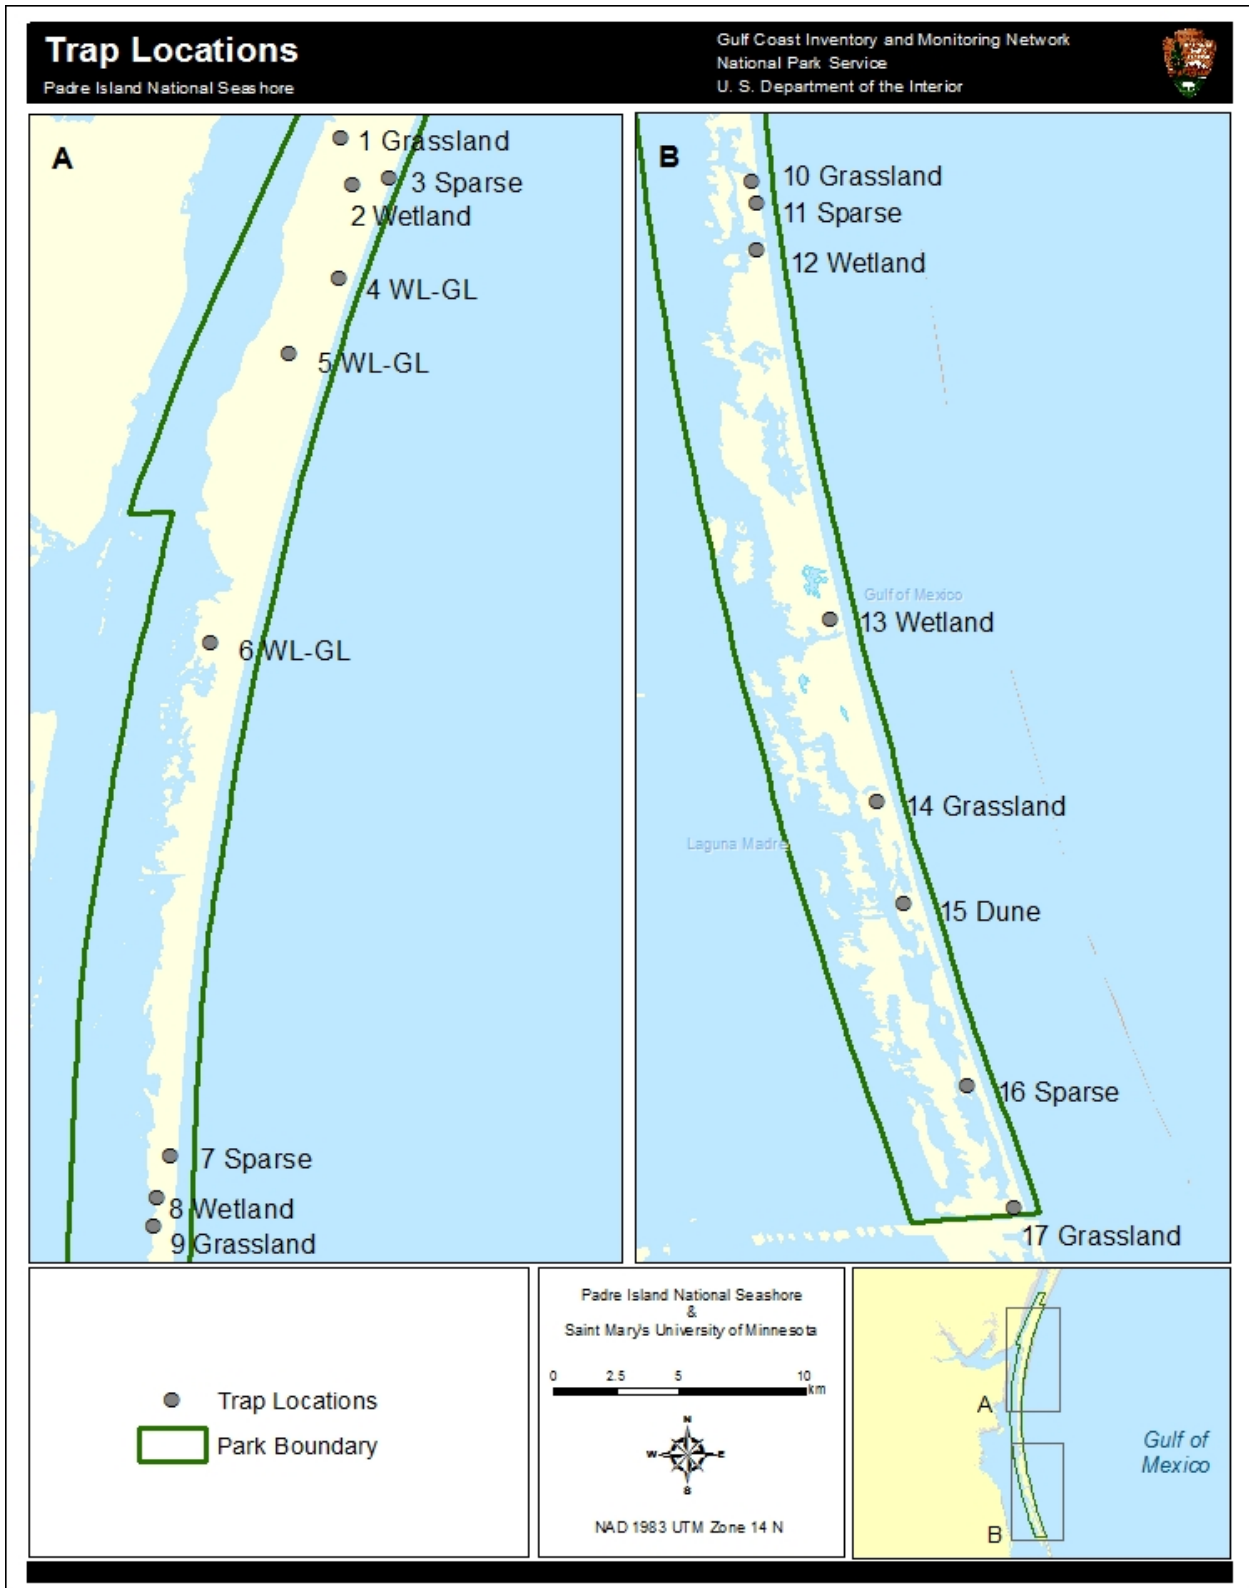 Trap Locations
Padre Island National Seashore
Gulf Coast Inventory and Monitoring Network
National Park Service
U. S. Department of the Interior
A
1 Grassland
3 Sparse
2 Wetland
4 WL-GL
5 WL-GL
6 WL-GL
7 Sparse
8 Wetland
9 Grassland
B
10 Grassland
11 Sparse
12 Wetland
Gulf of Mexico
13 Wetland
14 Grassland
Laguna Madre
15 Dune
16 Sparse
17 Grassland
Trap Locations
Park Boundary
Padre Island National Seashore
&
Saint Mary's University of Minnesota
0 2.5 5 10
km
N
W E
S
NAD 1983 UTM Zone 14 N
A
Gulf of
Mexico
B